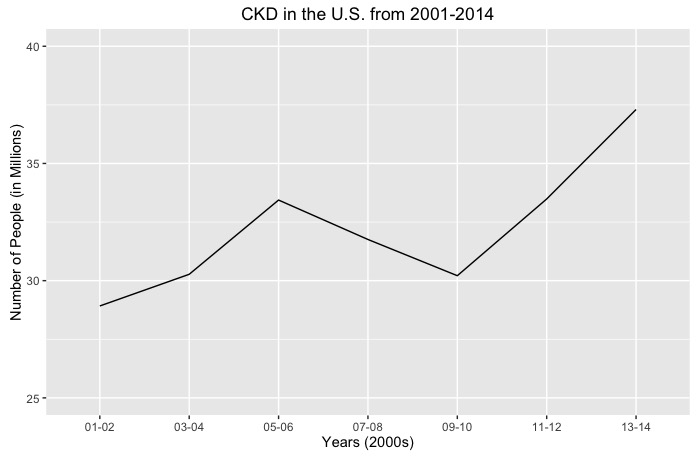 CKD in the U.S. from 2001-2014
Number of People (in Millions)
40
35
30
25
01-02 03-04 05-06 07-08 09-10 11-12 13-14
Years (2000s)